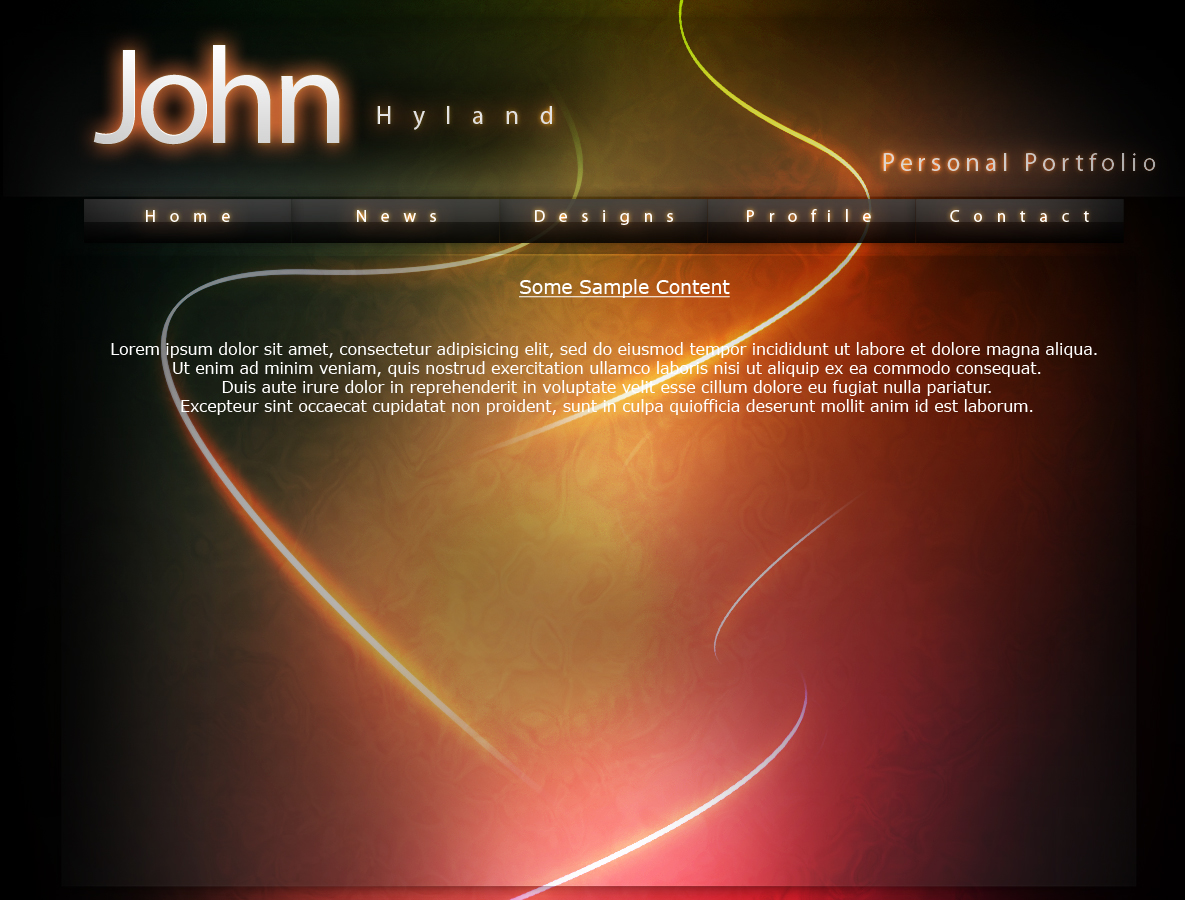 John Hyland
Personal Portfolio
Home News Designs Profile Contact
Some Sample Content
Lorem ipsum dolor sit amet, consectetur adipisicing elit, sed do eiusmod tempor incididunt ut labore et dolore magna aliqua.
Ut enim ad minim veniam, quis nostrud exercitation ullamco laboris nisi ut aliquip ex ea commodo consequat.
Duis aute irure dolor in reprehenderit in voluptate velit esse cillum dolore eu fugiat nulla pariatur.
Excepteur sint occaecat cupidatat non proident, sunt in culpa quiofficia deserunt mollit anim id est laborum.